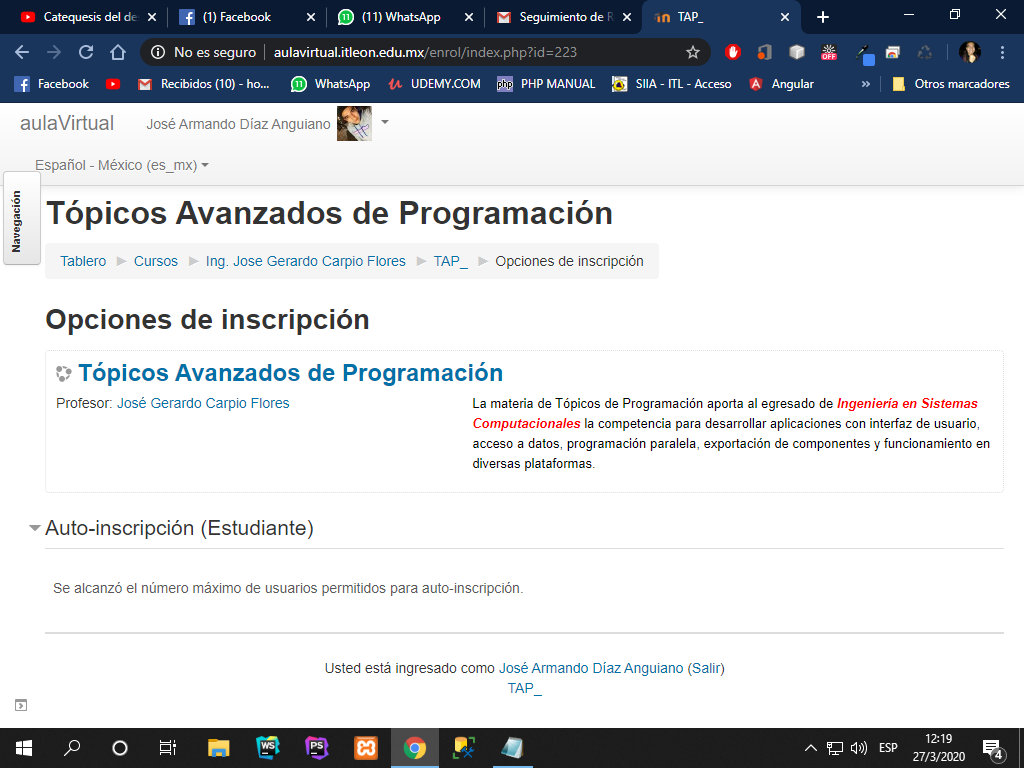 Catequesis del de
(1) Facebook
(11) WhatsApp
Seguimiento de R
TAP_
No es seguro
aulavirtual.itleon.edu.mx/enrol/index.php?id=223
OFF
Facebook
Recibidos (10) - ho...
11
WhatsApp
UDEMY.COM
php
PHP MANUAL
SIIA - ITL - Acceso
Angular
»
Otros marcadores
aulaVirtual
José Armando Díaz Anguiano
Español - México (es_mx)
Navegación
Tópicos Avanzados de Programación
Tablero
Cursos
Ing. Jose Gerardo Carpio Flores
TAP_
Opciones de inscripción
Opciones de inscripción
Tópicos Avanzados de Programación
Profesor: José Gerardo Carpio Flores
La materia de Tópicos de Programación aporta al egresado de Ingeniería en Sistemas
Computacionales la competencia para desarrollar aplicaciones con interfaz de usuario,
acceso a datos, programación paralela, exportación de componentes y funcionamiento en
diversas plataformas.
Auto-inscripción (Estudiante)
Se alcanzó el número máximo de usuarios permitidos para auto-inscripción.
Usted está ingresado como José Armando Díaz Anguiano (Salir)
TAP_
WS
PS
ESP
12:19
27/3/2020
4